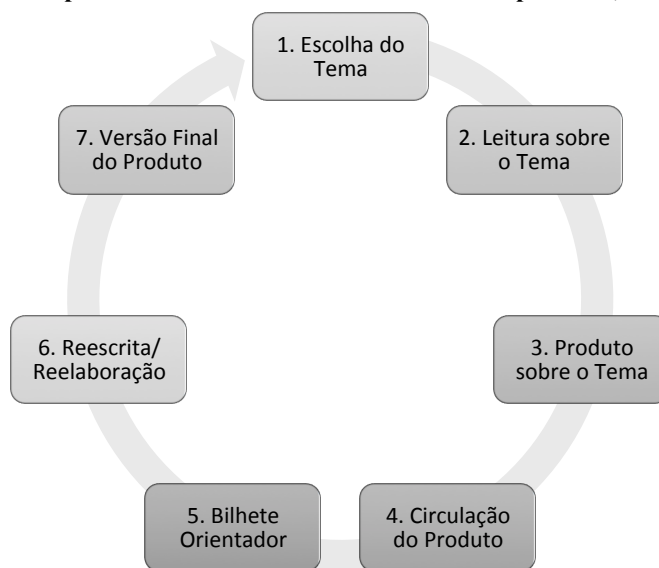 1. Escolha do
Tema
2. Leitura sobre
o Tema
3. Produto
sobre o Tema
4. Circulação
do Produto
5. Bilhete
Orientador
6. Reescrita/
Reelaboração
7. Versão Final
do Produto